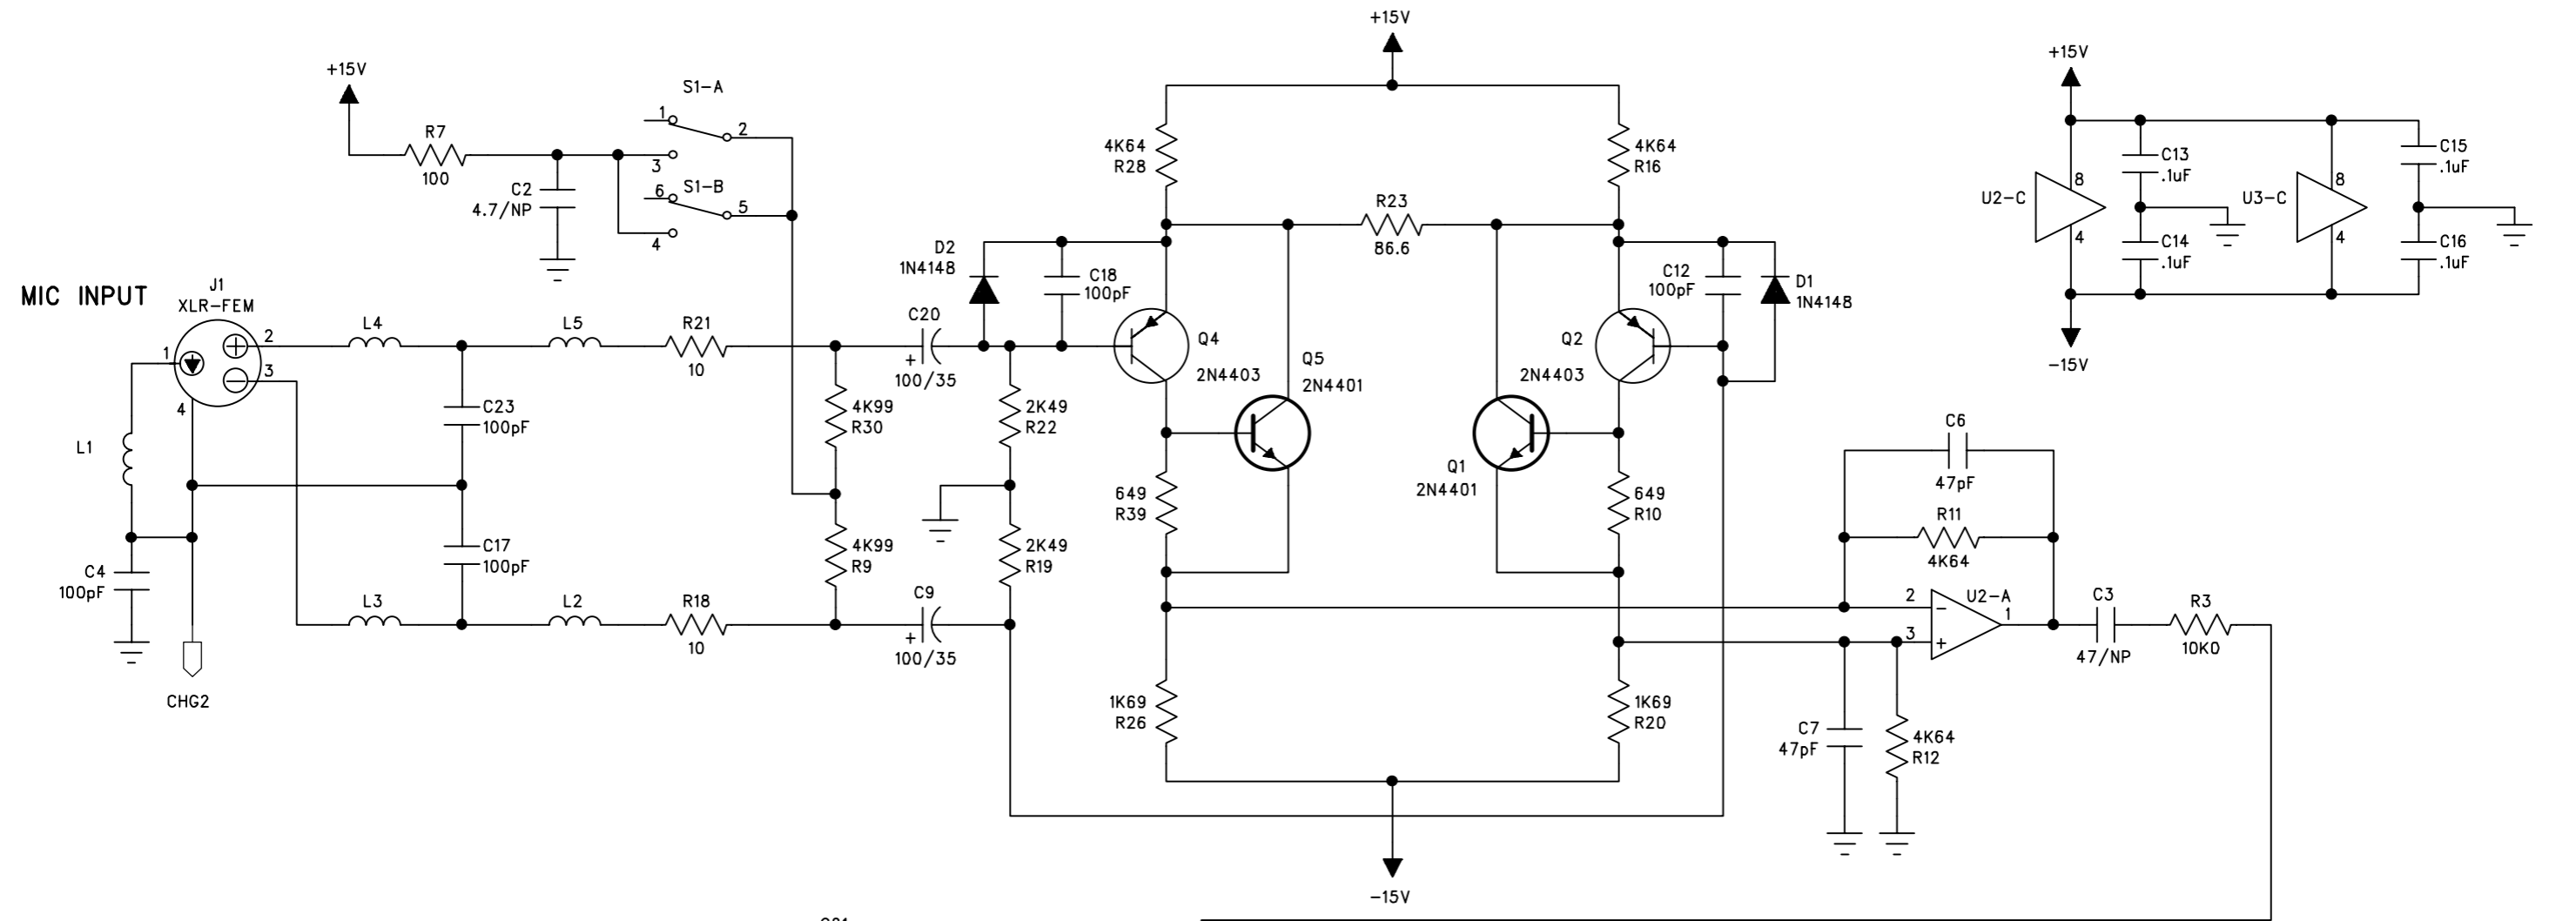 +15V
+15V
+15V
S1-A
1
2
R7
100
3
C2
4.7/NP
S1-B
6
5
4
4K64
R28
4K64
R16
R23
86.6
C13
.1uF
C15
.1uF
U2-C
8
4
U3-C
8
4
C14
.1uF
C16
.1uF
-15V
D2
1N4148
C18
100pF
C12
100pF
D1
1N4148
MIC INPUT
J1
XLR-FEM
1
2
3
4
L4
L5
R21
10
C20
+
100/35
Q4
2N4403
Q5
2N4401
Q2
2N4403
L1
C23
100pF
4K99
R30
2K49
R22
649
R39
Q1
2N4401
649
R10
C6
47pF
R11
4K64
C4
100pF
C17
100pF
4K99
R9
2K49
R19
L3
L2
R18
10
C9
+
100/35
2
-
U2-A
1
3
+
C3
47/NP
R3
10K0
CHG2
1K69
R26
1K69
R20
C7
47pF
4K64
R12
-15V